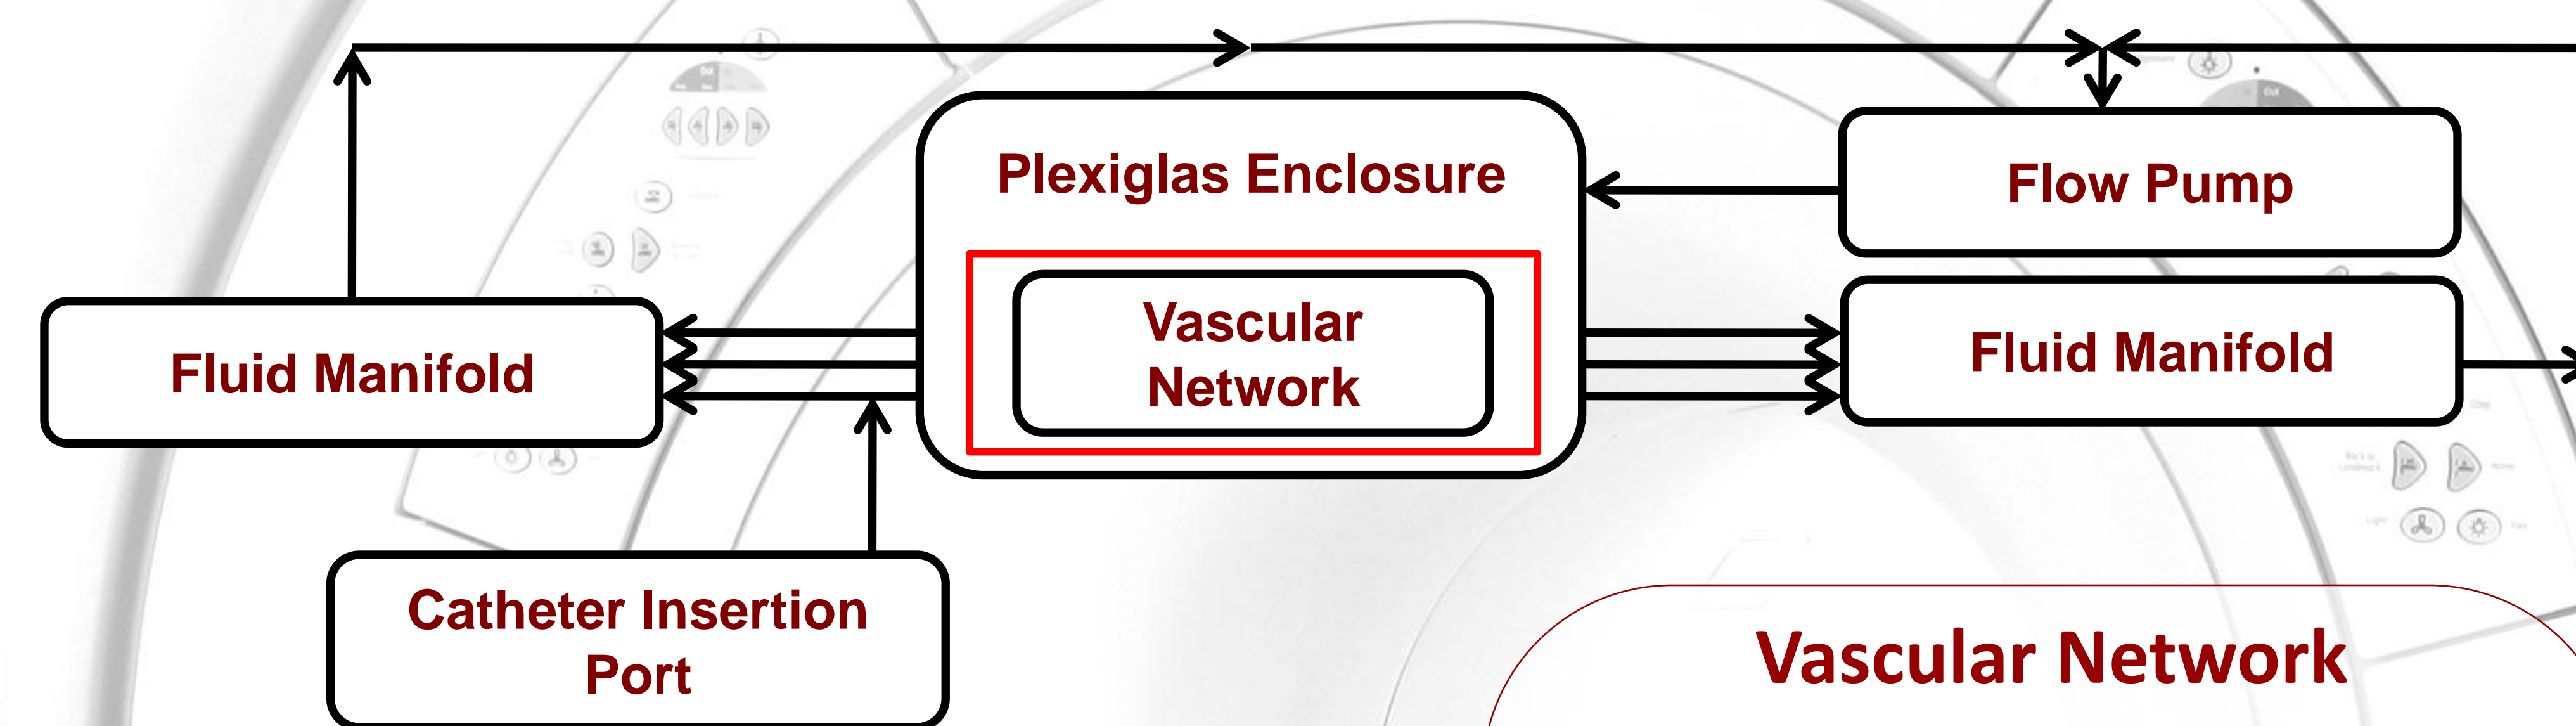 Plexiglas Enclosure
Flow Pump
Vascular
Network
Fluid Manifold
Fluid Manifold
Catheter Insertion
Port
Vascular Network